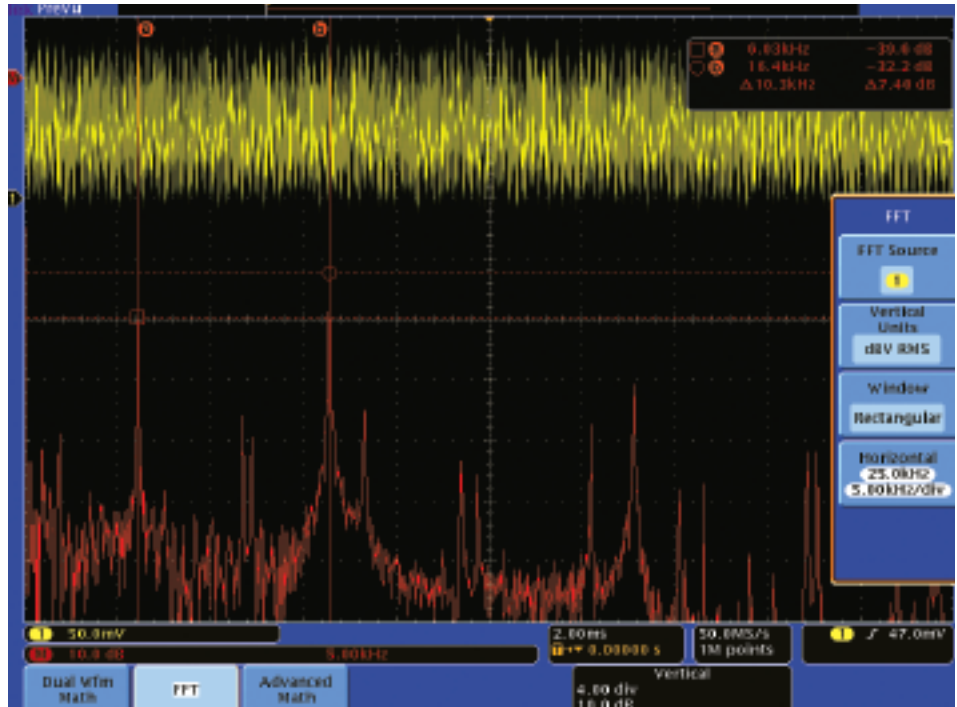 PreVu
a
b
a 6.03kHz -39.6 dB
b 16.4kHz -32.2 dB
Δ10.3kHz Δ7.40 dB
M
1
FFT
FFT Source
1
Vertical
Units
dBV RMS
Window
Rectangular
Horizontal
25.0kHz
5.00kHz/div
1 50.0mV
M 10.0 dB 5.00kHz
2.00ms
0.00000 s
50.0MS/s
1M points
1 47.0mV
Dual Wfm
Math
FFT
Advanced
Math
Vertical
4.00 div
10.0 dB